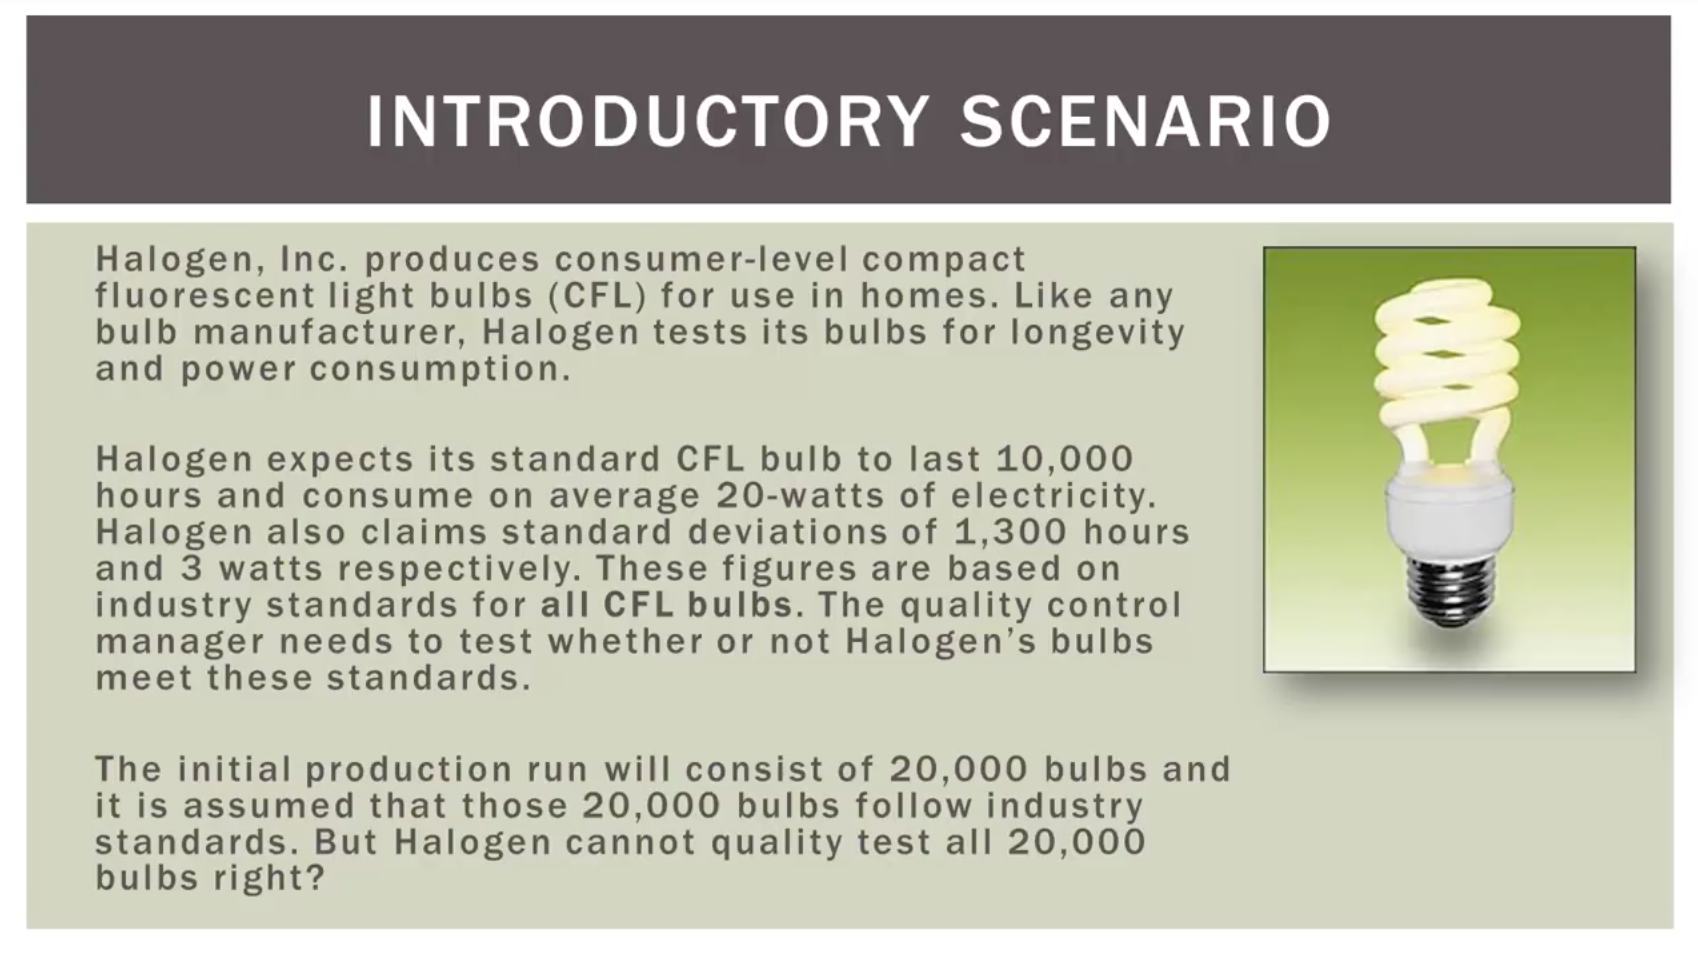 INTRODUCTORY SCENARIO
Halogen, Inc. produces consumer-level compact
fluorescent light bulbs (CFL) for use in homes. Like any
bulb manufacturer, Halogen tests its bulbs for longevity
and power consumption.
Halogen expects its standard CFL bulb to last 10,000
hours and consume on average 20-watts of electricity.
Halogen also claims standard deviations of 1,300 hours
and 3 watts respectively. These figures are based on
industry standards for all CFL bulbs. The quality control
manager needs to test whether or not Halogen’s bulbs
meet these standards.
The initial production run will consist of 20,000 bulbs and
it is assumed that those 20,000 bulbs follow industry
standards. But Halogen cannot quality test all 20,000
bulbs right?